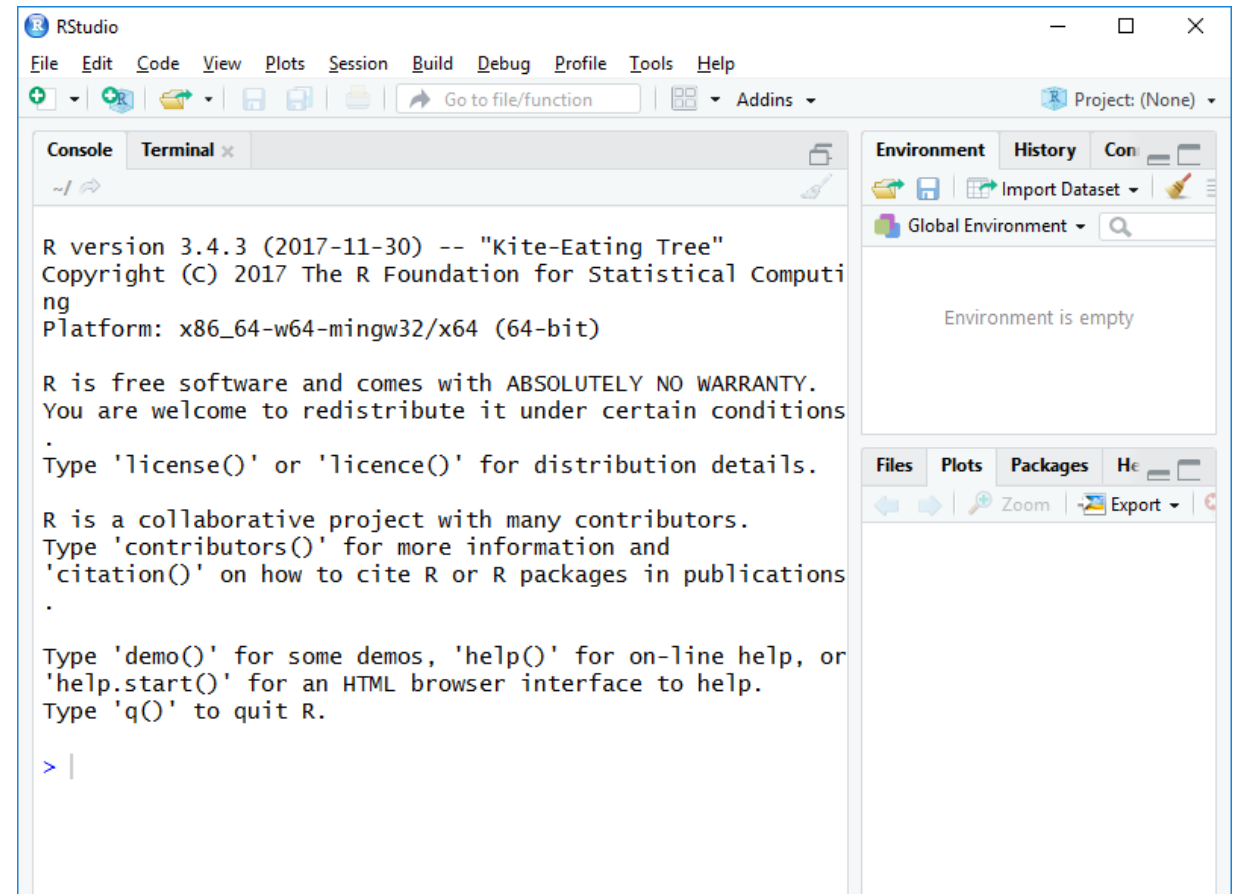 RStudio
File Edit Code View Plots Session Build Debug Profile Tools Help
Go to file/function Addins Project: (None)
Console Terminal
~/
R version 3.4.3 (2017-11-30) -- "Kite-Eating Tree"
Copyright (C) 2017 The R Foundation for Statistical Computi
ng
Platform: x86_64-w64-mingw32/x64 (64-bit)
R is free software and comes with ABSOLUTELY NO WARRANTY.
You are welcome to redistribute it under certain conditions
.
Type 'license()' or 'licence()' for distribution details.
R is a collaborative project with many contributors.
Type 'contributors()' for more information and
'citation()' on how to cite R or R packages in publications
.
Type 'demo()' for some demos, 'help()' for on-line help, or
'help.start()' for an HTML browser interface to help.
Type 'q()' to quit R.
>
Environment History Con
Import Dataset
Global Environment
Environment is empty
Files Plots Packages He
Zoom Export